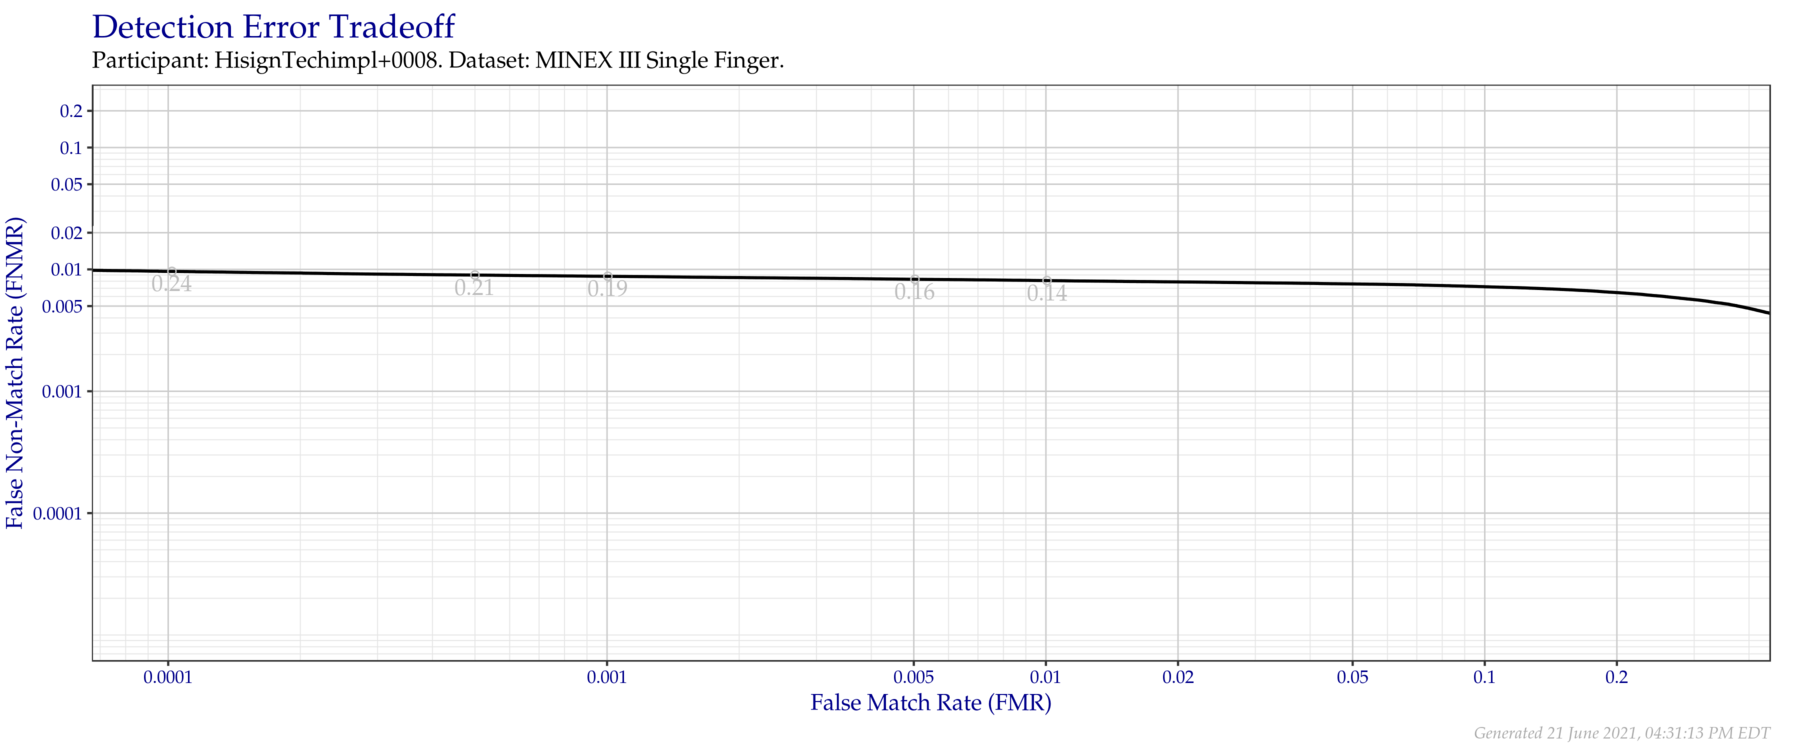 Detection Error Tradeoff
Participant: HisignTechimpl+0008. Dataset: MINEX III Single Finger.
False Non-Match Rate (FNMR)
0.2
0.1
0.05
0.02
0.01
0.005
0.001
0.0001
0.24
0.21
0.19
0.16
0.14
0.0001 0.001 0.005 0.01 0.02 0.05 0.1 0.2
False Match Rate (FMR)
Generated 21 June 2021, 04:31:13 PM EDT